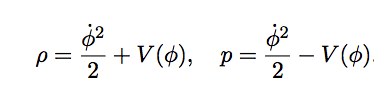 ρ = ϕ̇²/2 + V(ϕ), p = ϕ̇²/2 − V(ϕ)